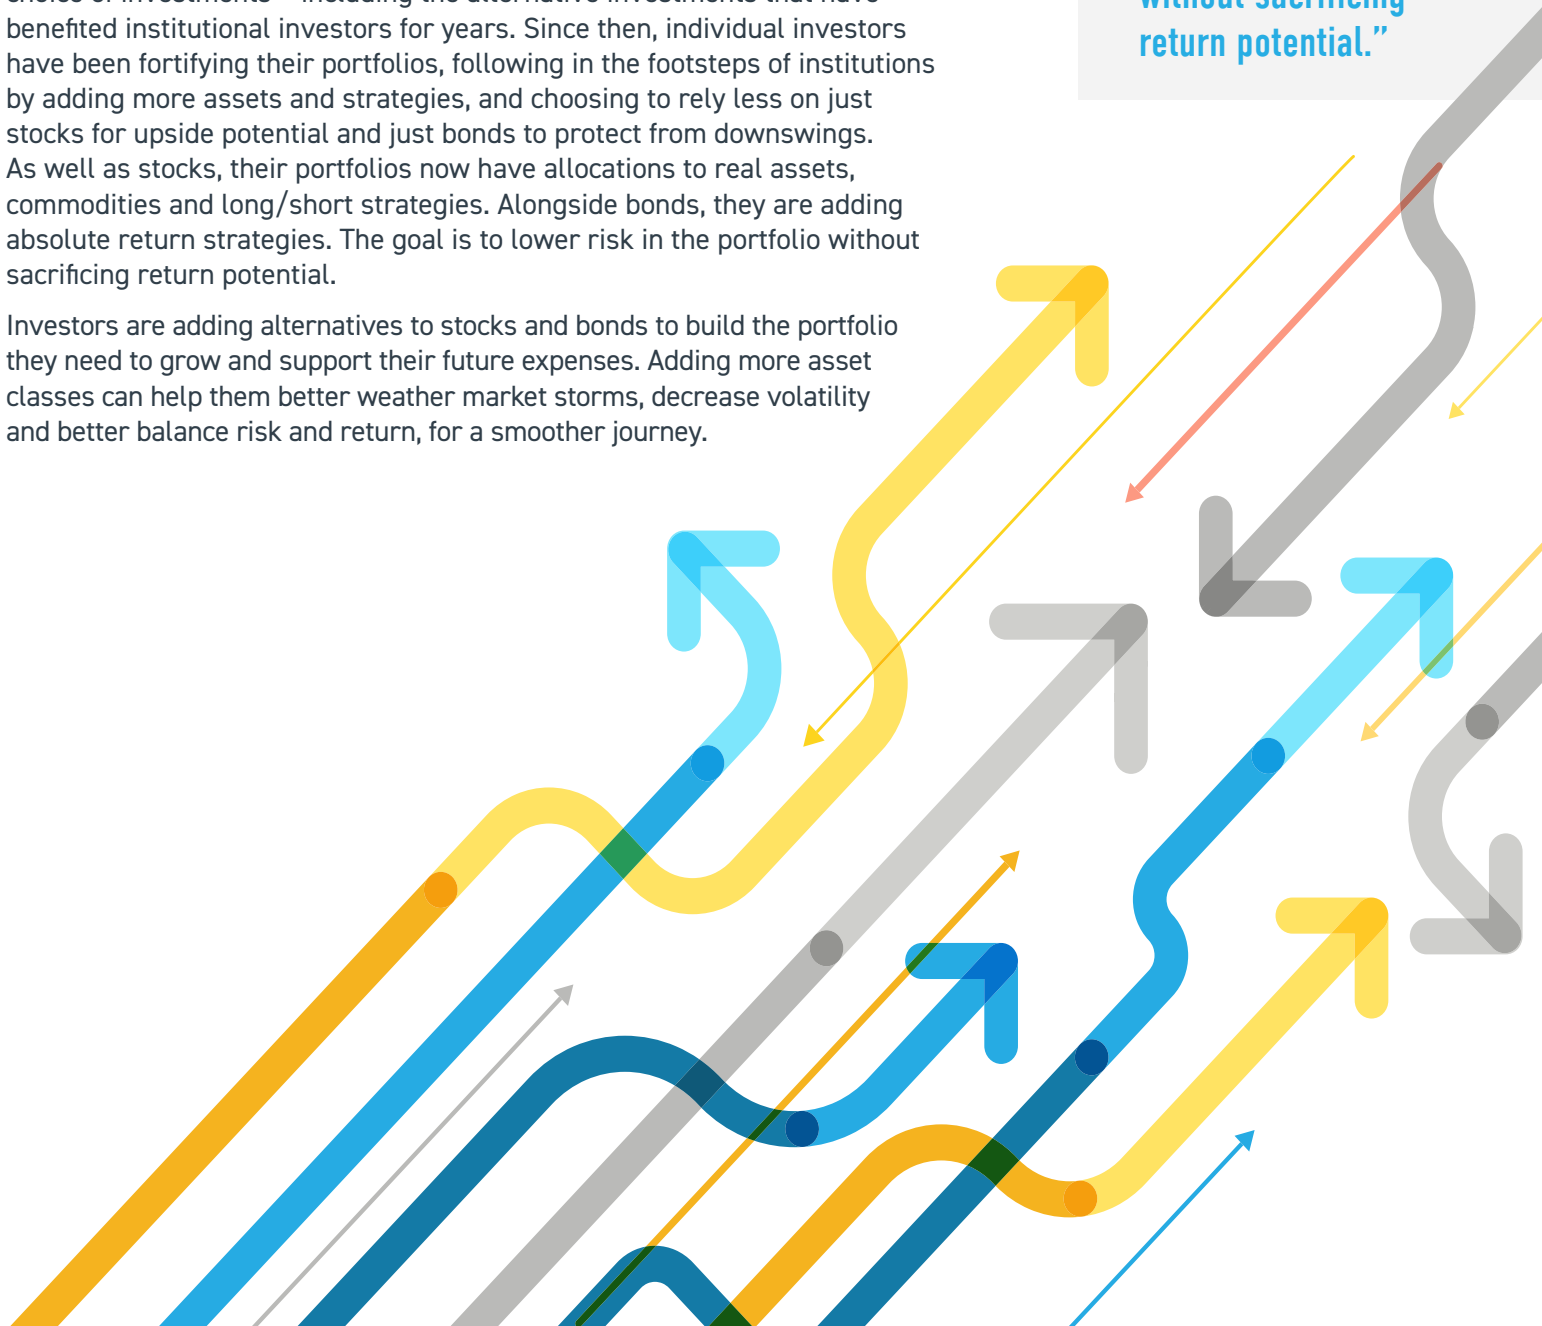 benefited institutional investors for years. Since then, individual investors
have been fortifying their portfolios, following in the footsteps of institutions
by adding more assets and strategies, and choosing to rely less on just
stocks for upside potential and just bonds to protect from downswings.
As well as stocks, their portfolios now have allocations to real assets,
commodities and long/short strategies. Alongside bonds, they are adding
absolute return strategies. The goal is to lower risk in the portfolio without
sacrificing return potential.
Investors are adding alternatives to stocks and bonds to build the portfolio
they need to grow and support their future expenses. Adding more asset
classes can help them better weather market storms, decrease volatility
and better balance risk and return, for a smoother journey.
without sacrificing
return potential.”